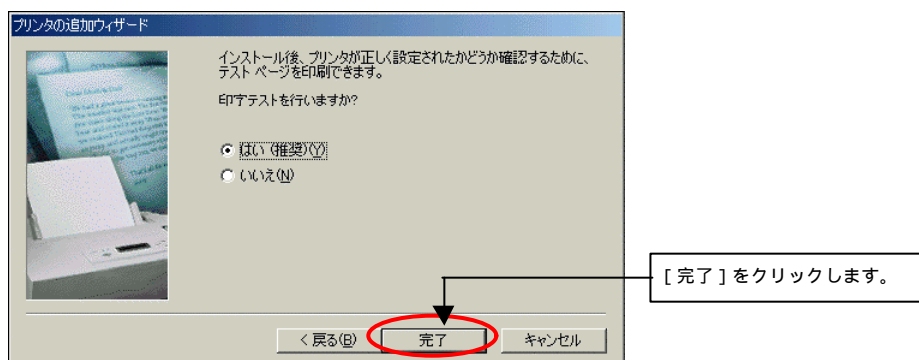 プリンタの追加ウィザード
インストール後、プリンタが正しく設定されたかどうか確認するために、
テスト ページを印刷できます。
印字テストを行いますか?
はい (推奨)(Y)
いいえ(N)
[ 完了 ] をクリックします。
< 戻る(B)
完了
キャンセル